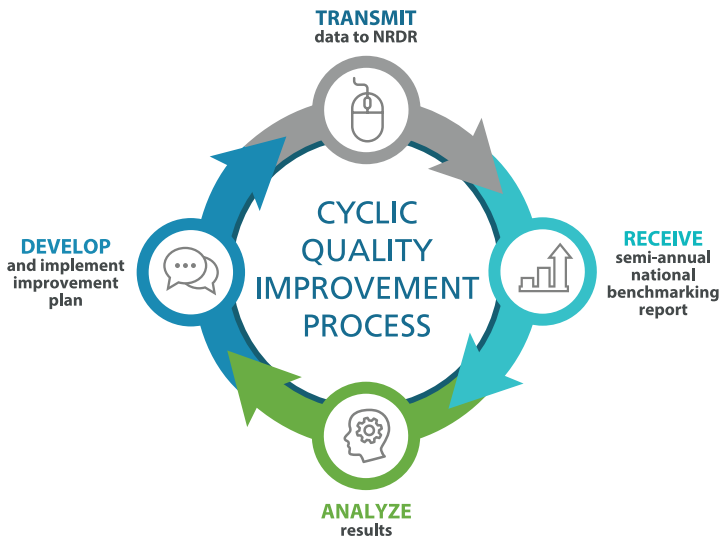 TRANSMIT
data to NRDR
CYCLIC
QUALITY
IMPROVEMENT
PROCESS
RECEIVE
semi-annual
national
benchmarking
report
ANALYZE
results
DEVELOP
and implement
improvement
plan